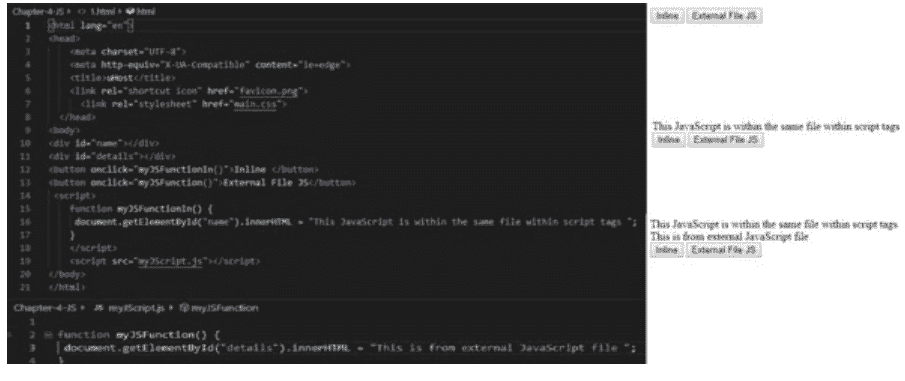 Chapter-4-JS > <> 1.html > html
1 <html lang="en">
2 <head>
3 <meta charset="UTF-8">
4 <meta http-equiv="X-UA-Compatible" content="ie=edge">
5 <title>uHost</title>
6 <link rel="shortcut icon" href="favicon.png">
7 <link rel="stylesheet" href="main.css">
8 </head>
9 <body>
10 <div id="name"></div>
11 <div id="details"></div>
12 <button onclick="myJSFunctionIn()">Inline </button>
13 <button onclick="myJSFunction()">External File JS</button>
14 <script>
15 function myJSFunctionIn() {
16 document.getElementById("name").innerHTML = "This JavaScript is within the same file within script tags ";
17 }
18 </script>
19 <script src="myJScript.js"></script>
20 </body>
21 </html>
Chapter-4-JS > JS myJScript.js > myJSFunction
1
2 function myJSFunction() {
3 document.getElementById("details").innerHTML = "This is from external JavaScript file ";
4 }
Inline External File JS
This JavaScript is within the same file within script tags
Inline External File JS
This JavaScript is within the same file within script tags
This is from external JavaScript file
Inline External File JS